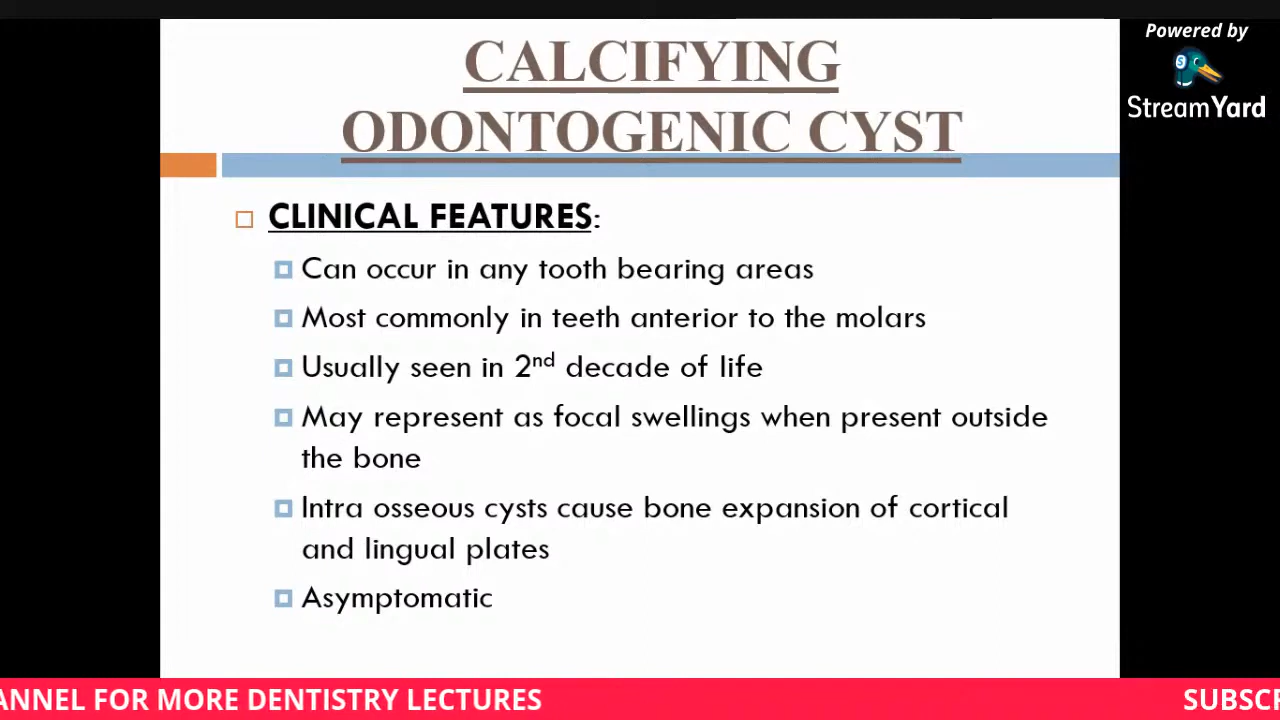 Powered by
StreamYard
CALCIFYING
ODONTOGENIC CYST
CLINICAL FEATURES:
Can occur in any tooth bearing areas
Most commonly in teeth anterior to the molars
Usually seen in 2nd decade of life
May represent as focal swellings when present outside
the bone
Intra osseous cysts cause bone expansion of cortical
and lingual plates
Asymptomatic
ANNEL FOR MORE DENTISTRY LECTURES SUBSCR